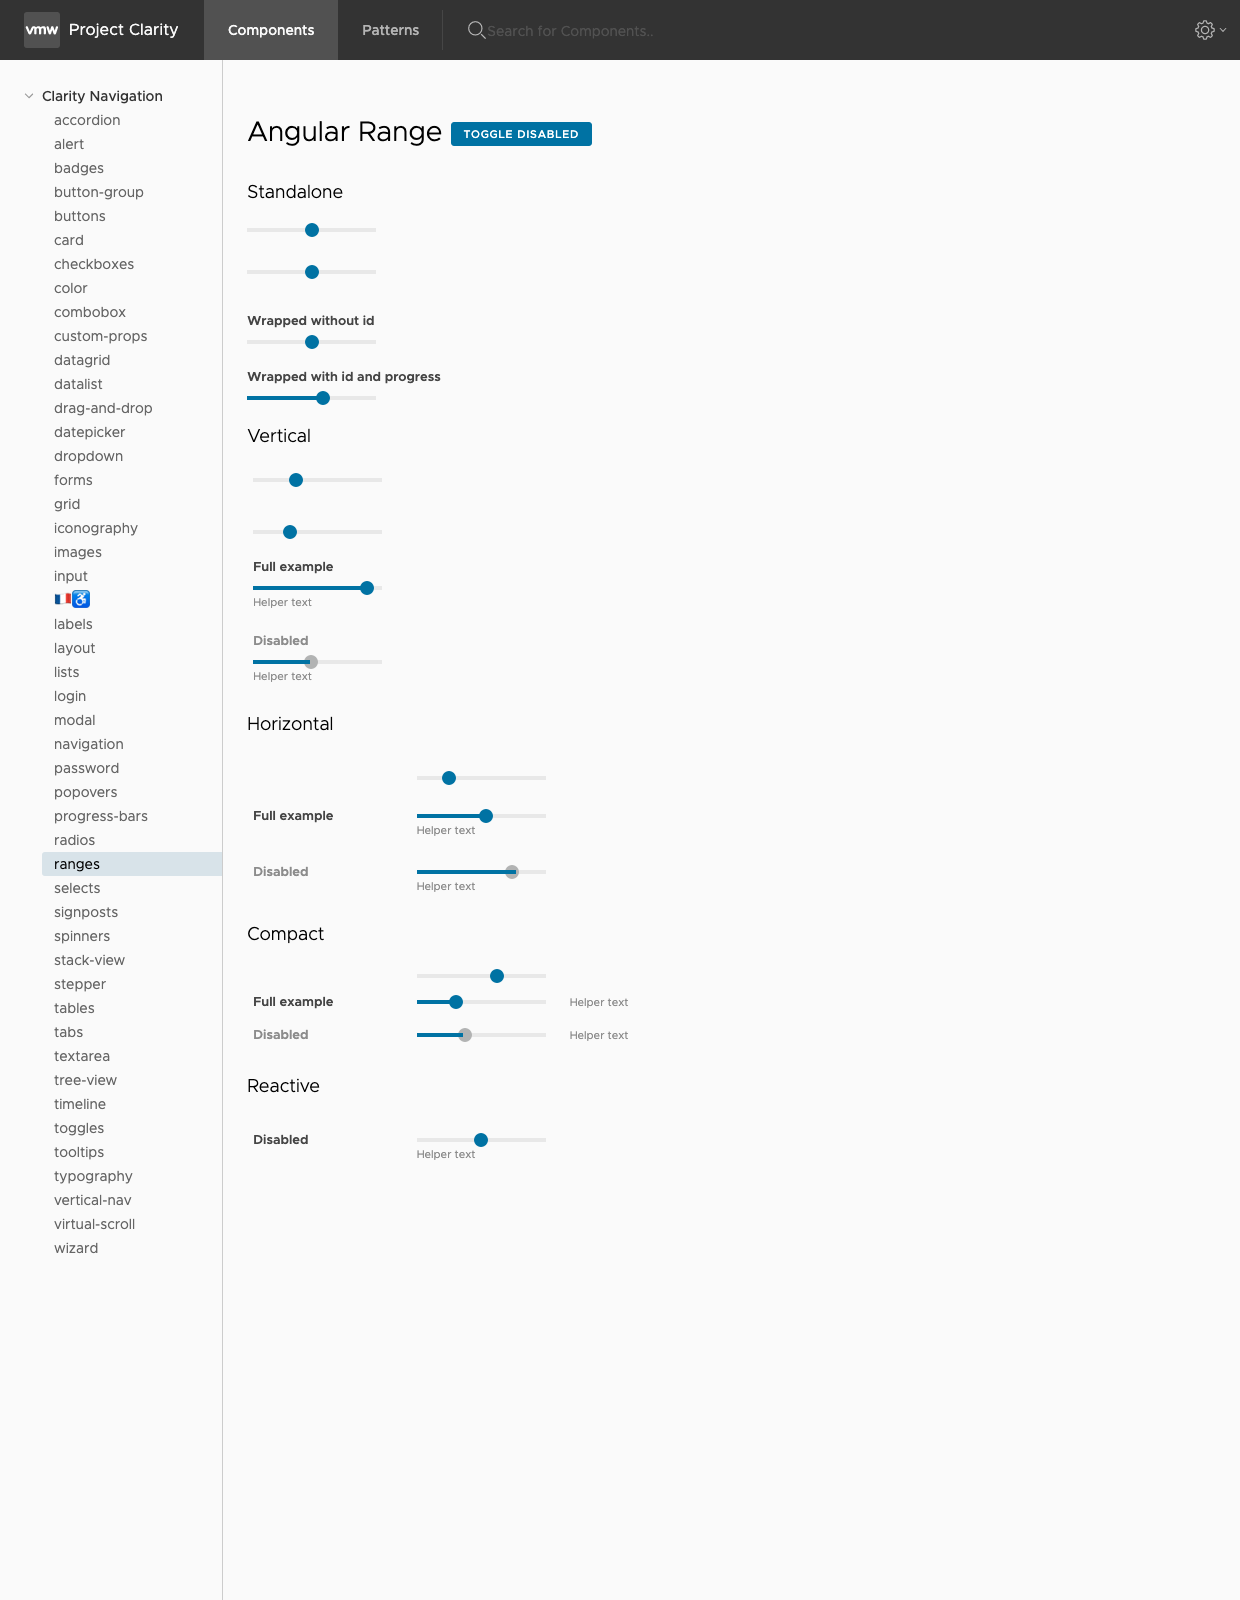 vmw Project Clarity Components Patterns Search for Components..
Clarity Navigation
accordion
alert
badges
button-group
buttons
card
checkboxes
color
combobox
custom-props
datagrid
datalist
drag-and-drop
datepicker
dropdown
forms
grid
iconography
images
input
🇫🇷♿
labels
layout
lists
login
modal
navigation
password
popovers
progress-bars
radios
ranges
selects
signposts
spinners
stack-view
stepper
tables
tabs
textarea
tree-view
timeline
toggles
tooltips
typography
vertical-nav
virtual-scroll
wizard
Angular Range TOGGLE DISABLED
Standalone
Wrapped without id
Wrapped with id and progress
Vertical
Full example
Helper text
Disabled
Helper text
Horizontal
Full example
Helper text
Disabled
Helper text
Compact
Full example Helper text
Disabled Helper text
Reactive
Disabled
Helper text